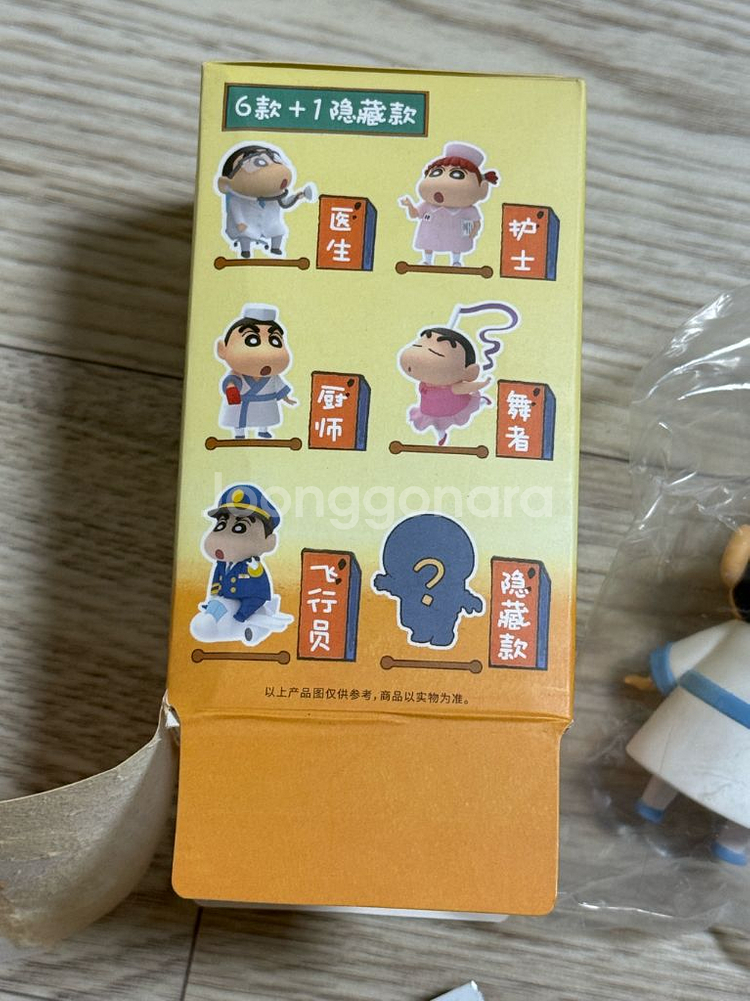 6款+1隐藏款
医生
护士
厨师
舞者
joonggonara
飞行员
?
隐藏款
以上产品图仅供参考,商品以实物为准。